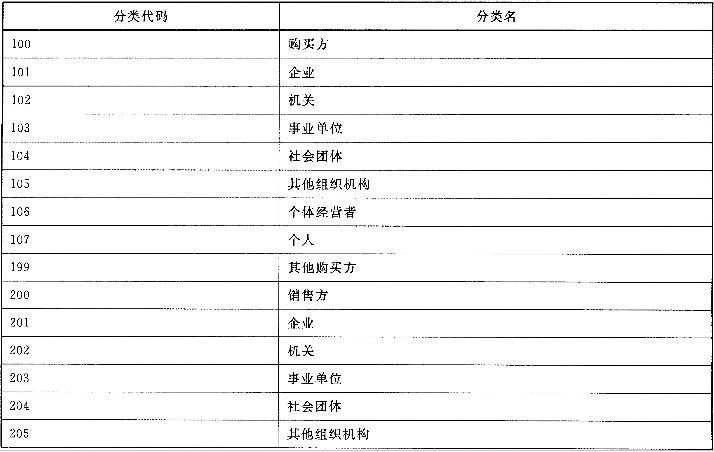 分类代码 分类名
100 购买方
101 企业
102 机关
103 事业单位
104 社会团体
105 其他组织机构
106 个体经营者
107 个人
199 其他购买方
200 销售方
201 企业
202 机关
203 事业单位
204 社会团体
205 其他组织机构